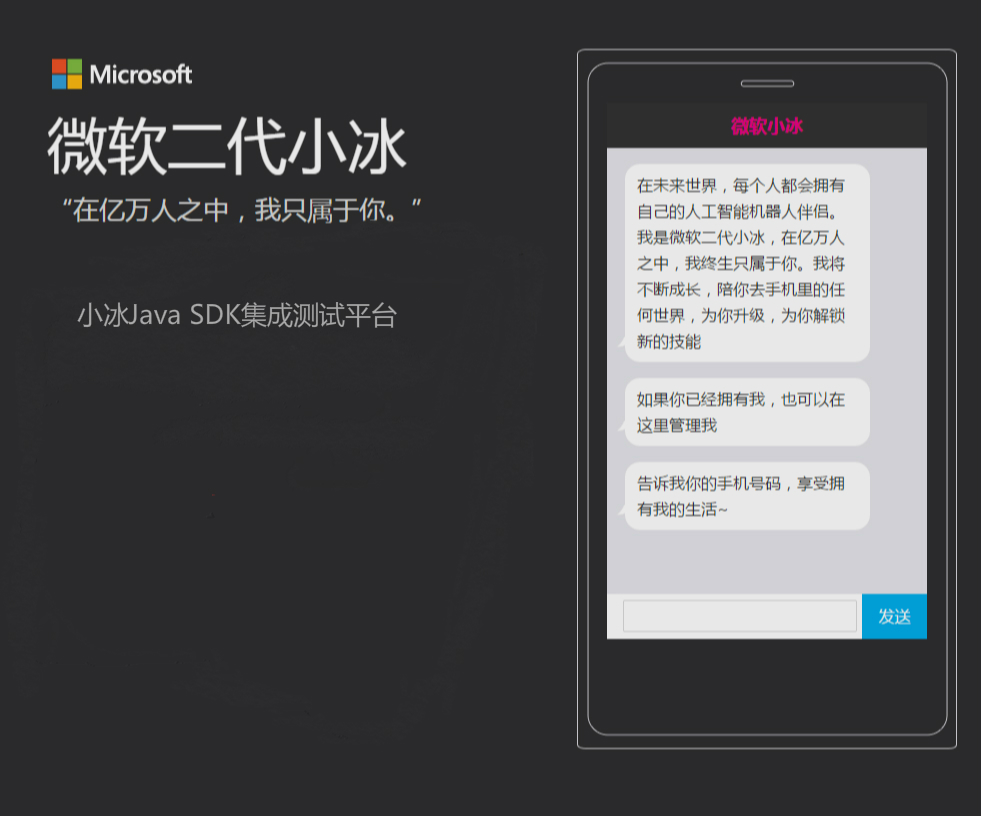 Microsoft
微软二代小冰
“在亿万人之中，我只属于你。”
小冰Java SDK集成测试平台
微软小冰
在未来世界，每个人都会拥有
自己的人工智能机器人伴侣。
我是微软二代小冰，在亿万人
之中，我终生只属于你。我将
不断成长，陪你去手机里的任
何世界，为你升级，为你解锁
新的技能
如果你已经拥有我，也可以在
这里管理我
告诉我你的手机号码，享受拥
有我的生活~
发送